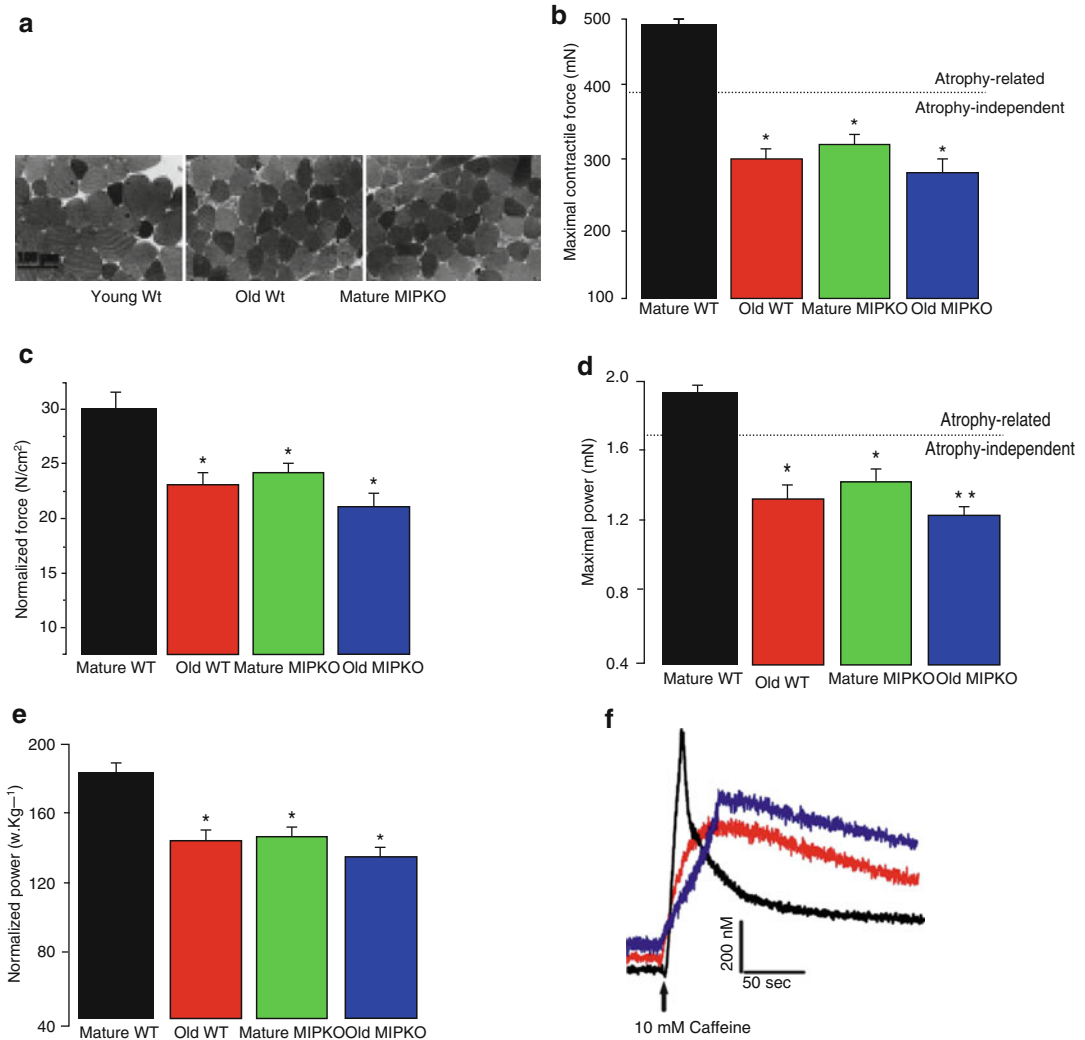 a
100 µm
Young Wt Old Wt Mature MIPKO
b
Maximal contractile force (mN)
500
400
300
200
100
Atrophy-related
Atrophy-independent
*
*
*
Mature WT Old WT Mature MIPKO Old MIPKO
c
Normalized force (N/cm²)
30
25
20
15
10
*
*
*
Mature WT Old WT Mature MIPKO Old MIPKO
d
Maximal power (mN)
2.0
1.6
1.2
0.8
0.4
Atrophy-related
Atrophy-independent
*
*
* *
Mature WT Old WT Mature MIPKO Old MIPKO
e
Normalized power (w.Kg—¹)
200
160
120
80
40
*
*
*
Mature WT Old WT Mature MIPKO Old MIPKO
f
200 nM
50 sec
10 mM Caffeine